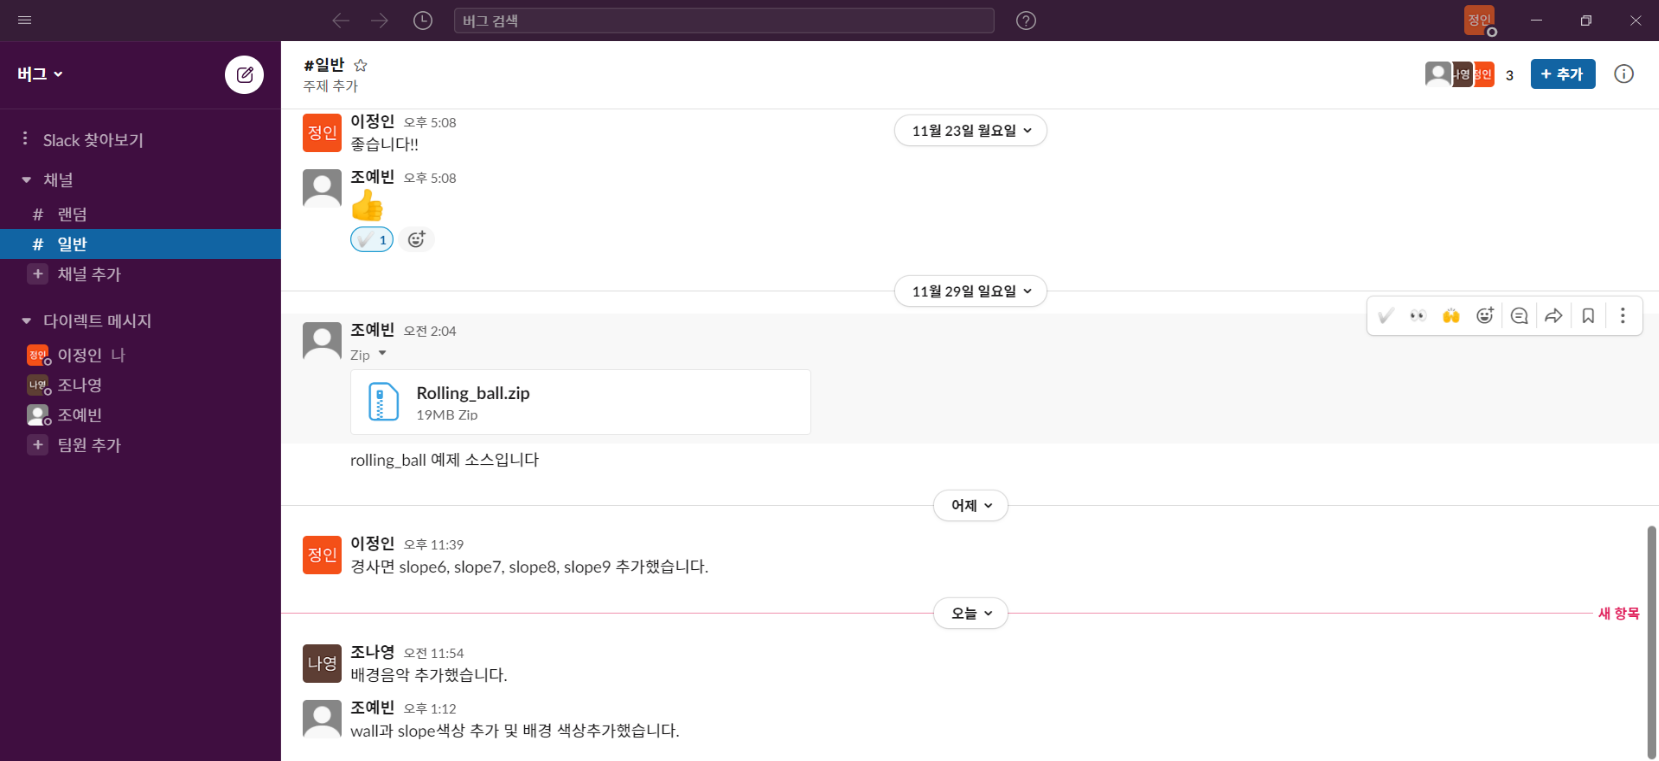 버그 검색
정인
버그
#일반
주제 추가
나영
정인
3
+ 추가
Slack 찾아보기
채널
# 랜덤
# 일반
+ 채널 추가
다이렉트 메시지
정인 이정인 나
나영 조나영
조예빈
+ 팀원 추가
11월 23일 월요일
정인
이정인 오후 5:08
좋습니다!!
조예빈 오후 5:08
1
11월 29일 일요일
조예빈 오전 2:04
Zip
Rolling_ball.zip
19MB Zip
rolling_ball 예제 소스입니다
어제
정인
이정인 오후 11:39
경사면 slope6, slope7, slope8, slope9 추가했습니다.
오늘
새 항목
나영
조나영 오전 11:54
배경음악 추가했습니다.
조예빈 오후 1:12
wall과 slope색상 추가 및 배경 색상추가했습니다.